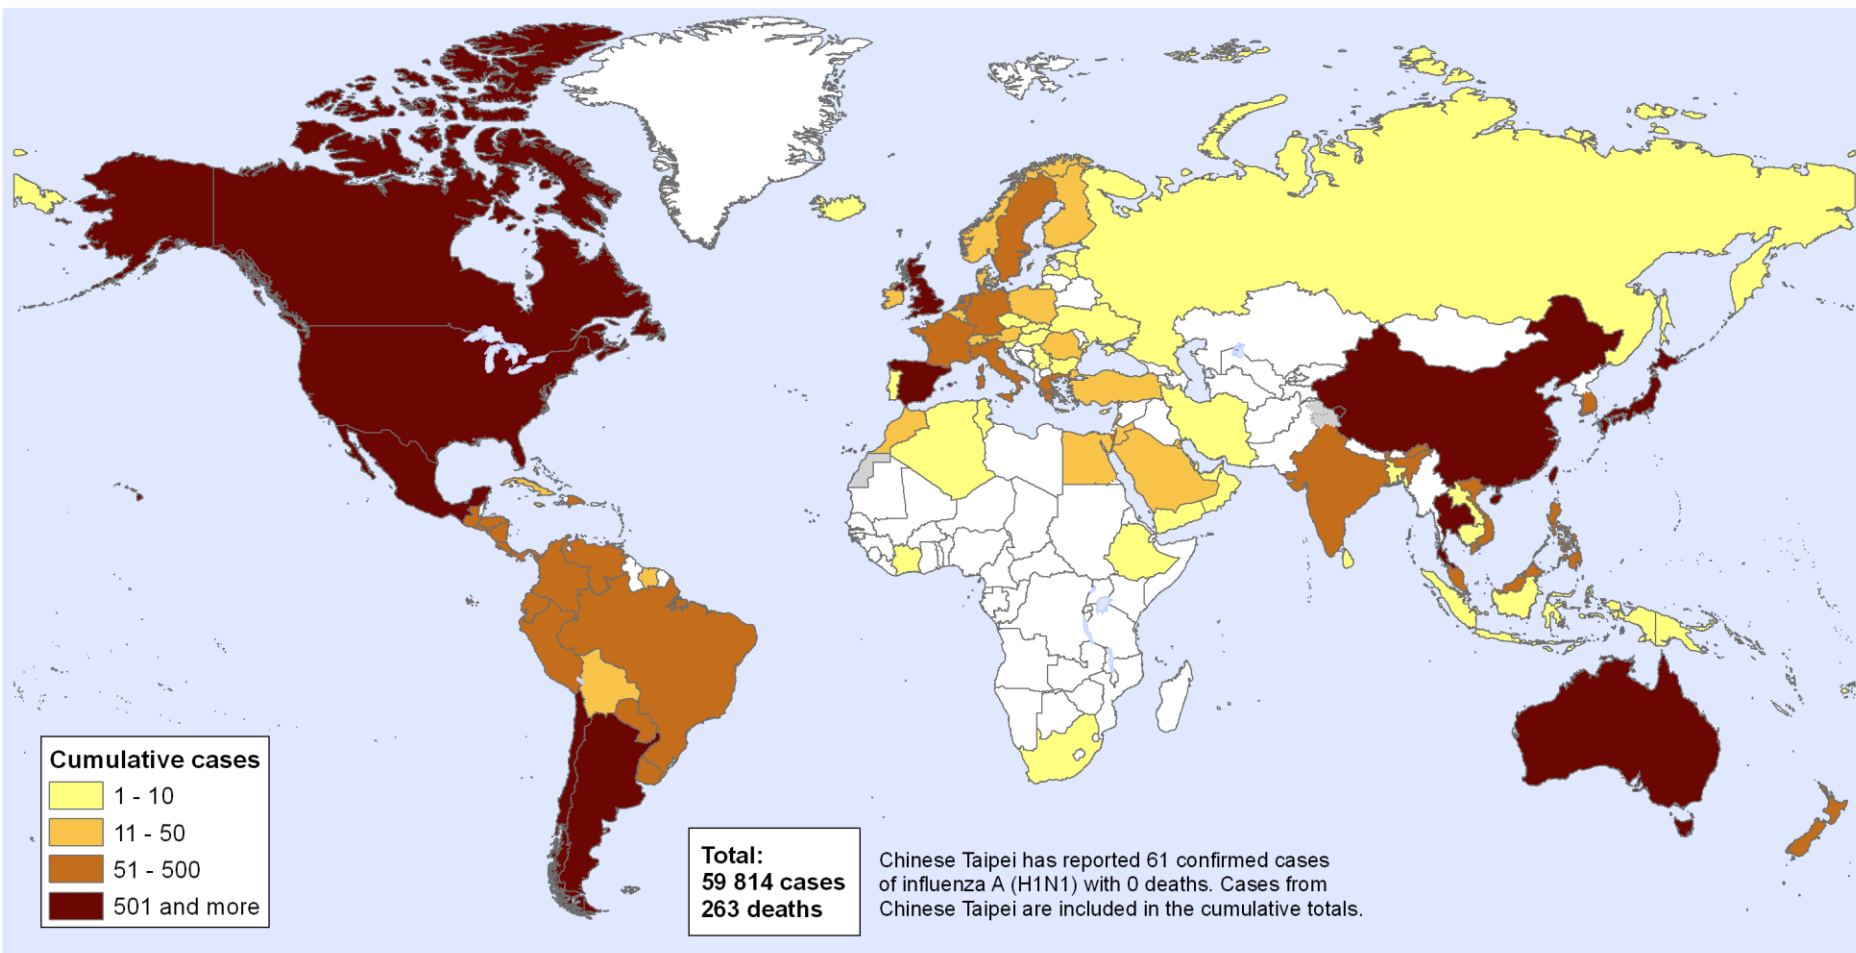 Cumulative cases
1 - 10
11 - 50
51 - 500
501 and more
Total:
59 814 cases
263 deaths
Chinese Taipei has reported 61 confirmed cases
of influenza A (H1N1) with 0 deaths. Cases from
Chinese Taipei are included in the cumulative totals.